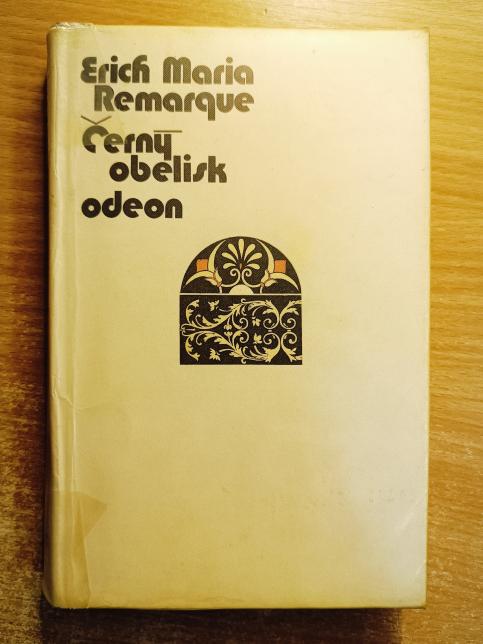 Erich Maria
Remarque
Černý
obelisk
odeon